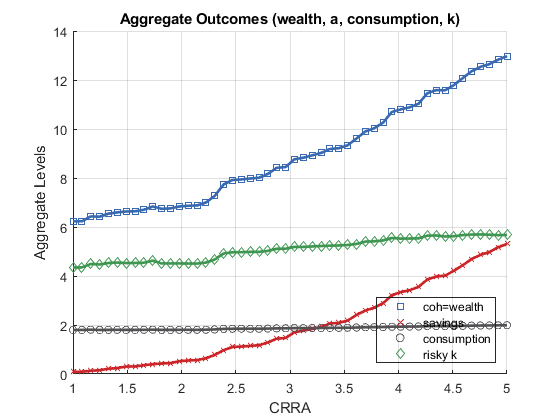 Aggregate Outcomes (wealth, a, consumption, k)
14
12
10
8
6
4
2
0
Aggregate Levels
coh=wealth
savings
consumption
risky k
1 1.5 2 2.5 3 3.5 4 4.5 5
CRRA